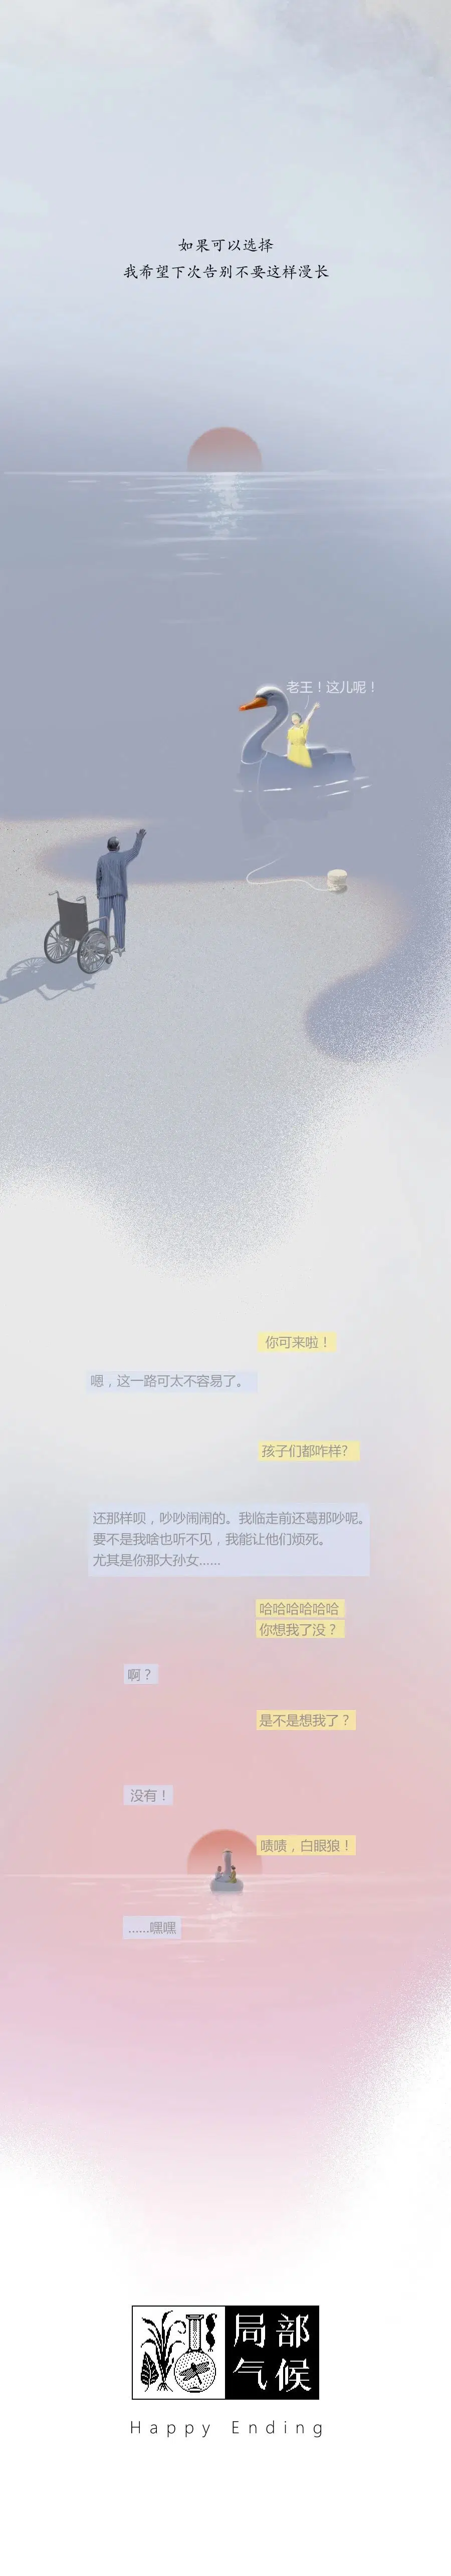 如果可以选择
我希望下次告别不要这样漫长
老王！这儿呢！
你可来啦！
嗯，这一路可太不容易了。
孩子们都咋样？
还那样呗，吵吵闹闹的。我临走前还葛那吵呢。
要不是我啥也听不见，我能让他们烦死。
尤其是你那大孙女……
哈哈哈哈哈哈
你想我了没？
啊？
是不是想我了？
没有！
啧啧，白眼狼！
……嘿嘿
局部
气候
Happy Ending